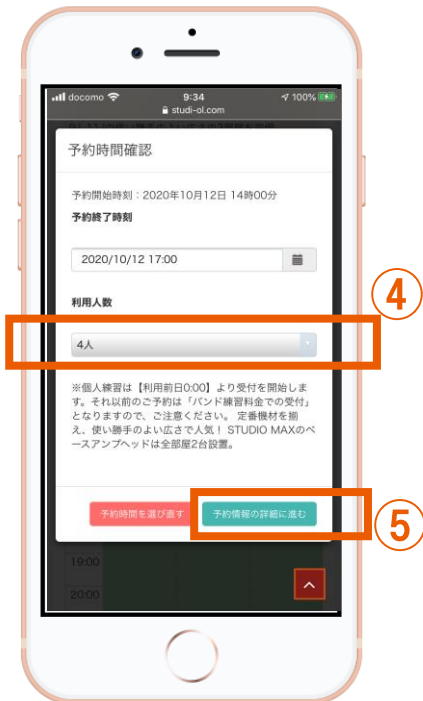 docomo 9:34 100%
studi-ol.com
予約時間確認
予約開始時刻：2020年10月12日 14時00分
予約終了時刻
2020/10/12 17:00
④
利用人数
4人
※個人練習は【利用前日0:00】より受付を開始しま
す。それ以前のご予約は「バンド練習料金での受付」
となりますので、ご注意ください。 定番機材を揃
え、使い勝手のよい広さで人気！ STUDIO MAXのベ
ースアンプヘッドは全部屋2台設置。
予約時間を選び直す 予約情報の詳細に進む
⑤
19:00
20:00